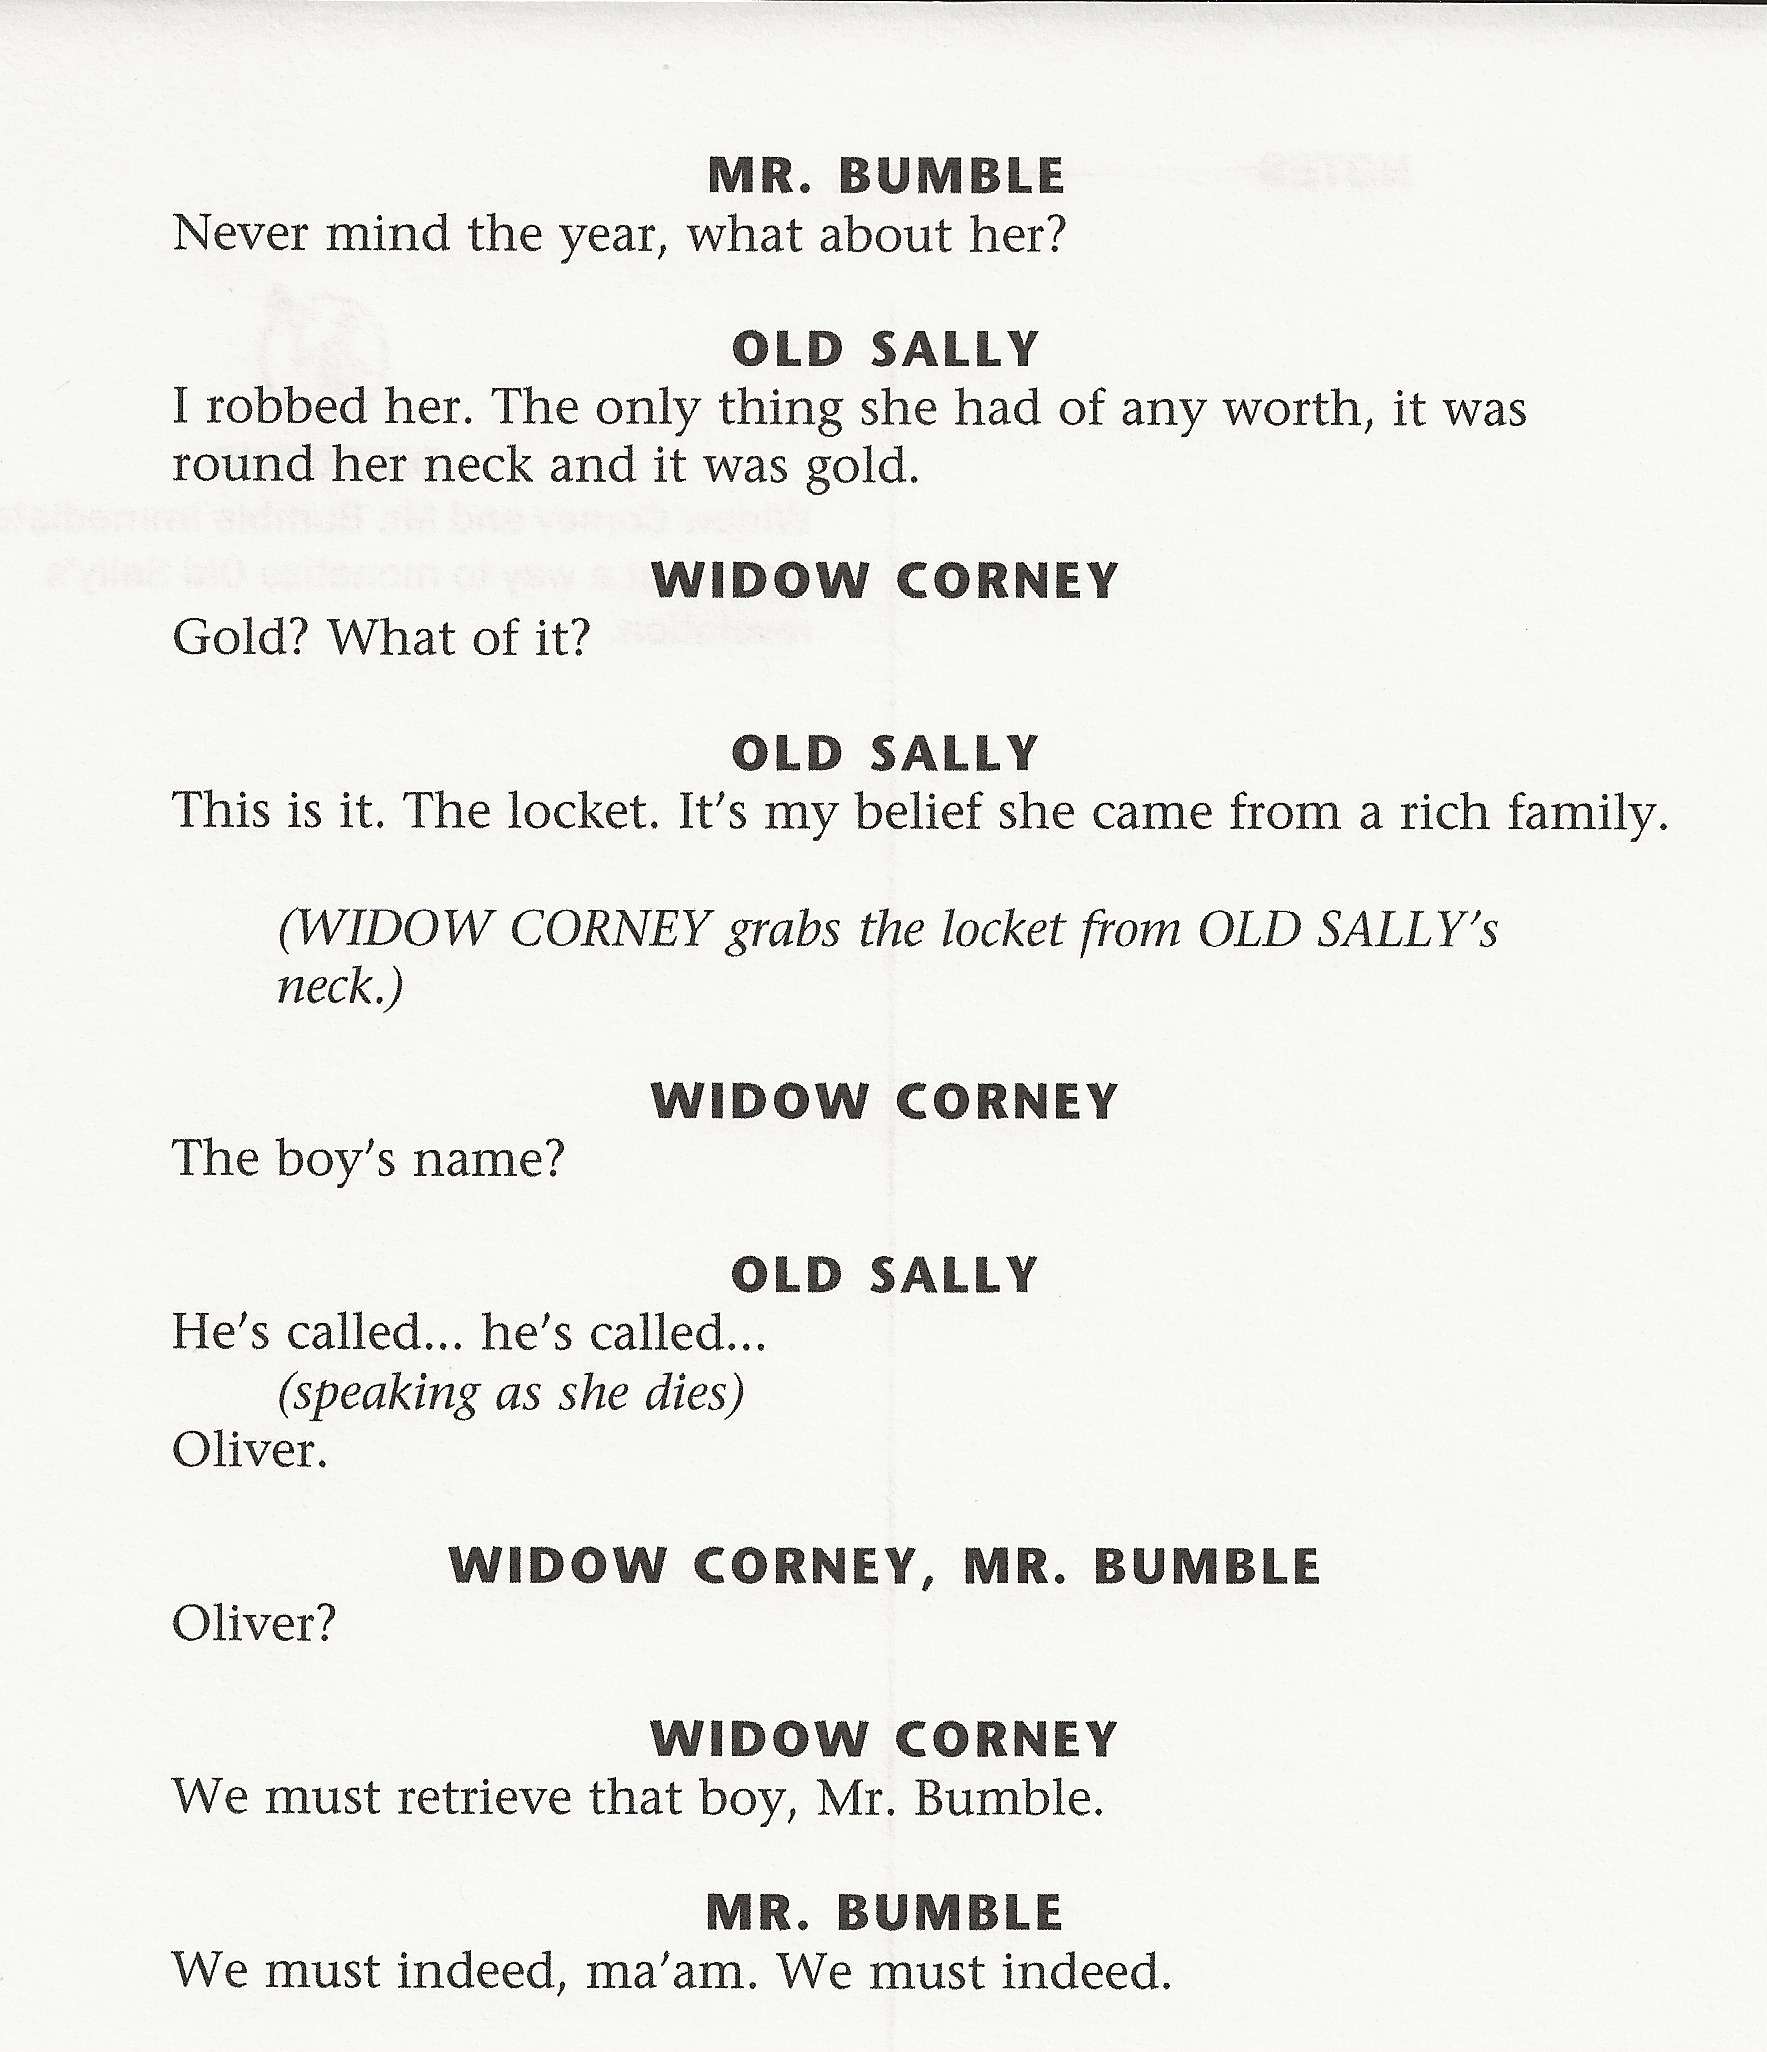 MR. BUMBLE
Never mind the year, what about her?
OLD SALLY
I robbed her. The only thing she had of any worth, it was
round her neck and it was gold.
WIDOW CORNEY
Gold? What of it?
OLD SALLY
This is it. The locket. It's my belief she came from a rich family.
(WIDOW CORNEY grabs the locket from OLD SALLY's
neck.)
WIDOW CORNEY
The boy's name?
OLD SALLY
He's called... he's called...
(speaking as she dies)
Oliver.
WIDOW CORNEY, MR. BUMBLE
Oliver?
WIDOW CORNEY
We must retrieve that boy, Mr. Bumble.
MR. BUMBLE
We must indeed, ma'am. We must indeed.